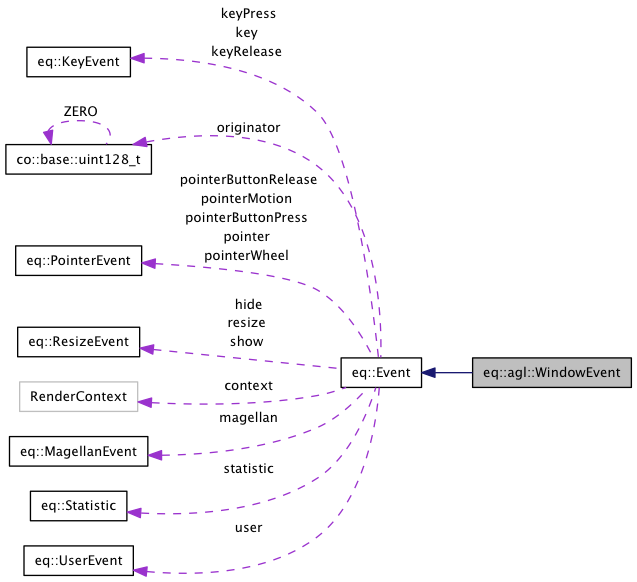 keyPress
key
keyRelease
eq::KeyEvent
ZERO
originator
co::base::uint128_t
pointerButtonRelease
pointerMotion
pointerButtonPress
pointer
pointerWheel
eq::PointerEvent
hide
resize
show
eq::ResizeEvent
eq::Event
eq::agl::WindowEvent
context
RenderContext
magellan
eq::MagellanEvent
statistic
eq::Statistic
user
eq::UserEvent